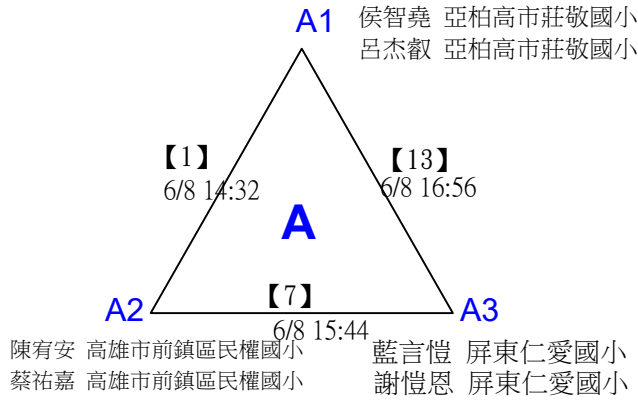 A1
侯智堯 亞柏高市莊敬國小
呂杰叡 亞柏高市莊敬國小
【1】
6/8 14:32
【13】
6/8 16:56
A
【7】
6/8 15:44
A2
A3
陳宥安 高雄市前鎮區民權國小
蔡祐嘉 高雄市前鎮區民權國小
藍言愷 屏東仁愛國小
謝愷恩 屏東仁愛國小